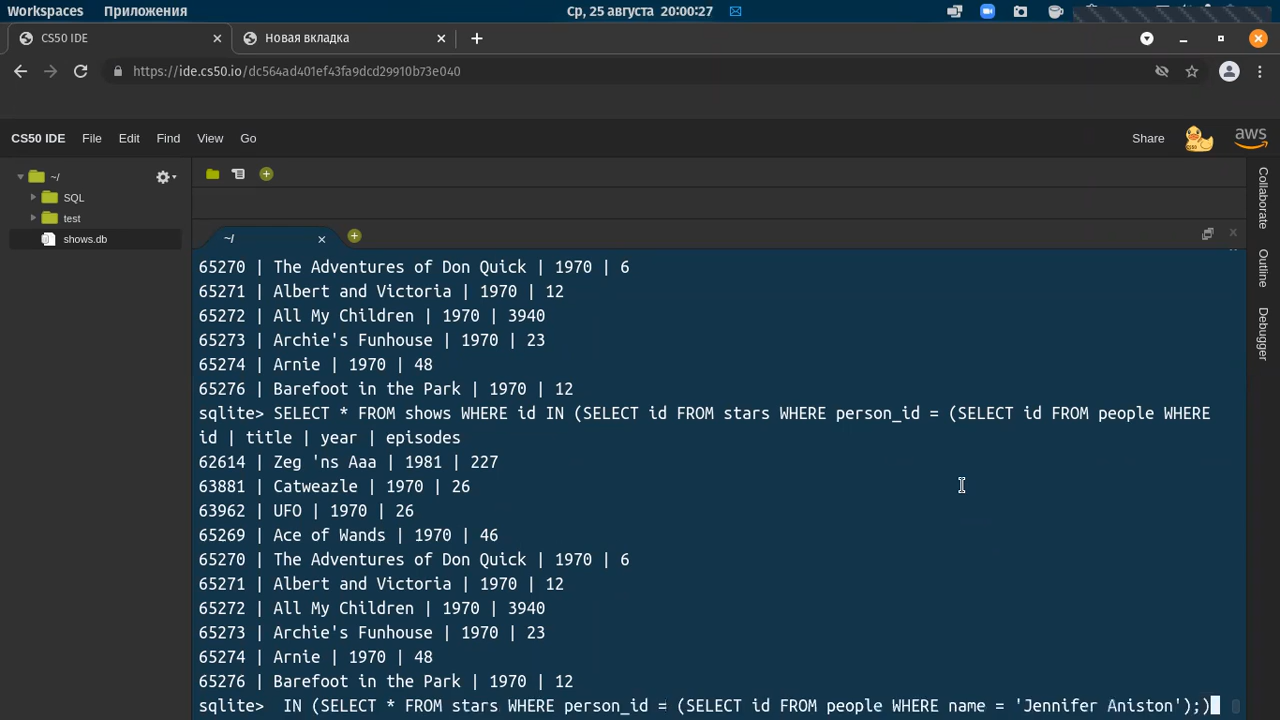 Workspaces Приложения Ср, 25 августа 20:00:27
CS50 IDE Новая вкладка
https://ide.cs50.io/dc564ad401ef43fa9dcd29910b73e040
CS50 IDE File Edit Find View Go Share aws
~/
SQL
test
shows.db
~/
65270 | The Adventures of Don Quick | 1970 | 6
65271 | Albert and Victoria | 1970 | 12
65272 | All My Children | 1970 | 3940
65273 | Archie's Funhouse | 1970 | 23
65274 | Arnie | 1970 | 48
65276 | Barefoot in the Park | 1970 | 12
sqlite> SELECT * FROM shows WHERE id IN (SELECT id FROM stars WHERE person_id = (SELECT id FROM people WHERE
id | title | year | episodes
62614 | Zeg 'ns Aaa | 1981 | 227
63881 | Catweazle | 1970 | 26
63962 | UFO | 1970 | 26
65269 | Ace of Wands | 1970 | 46
65270 | The Adventures of Don Quick | 1970 | 6
65271 | Albert and Victoria | 1970 | 12
65272 | All My Children | 1970 | 3940
65273 | Archie's Funhouse | 1970 | 23
65274 | Arnie | 1970 | 48
65276 | Barefoot in the Park | 1970 | 12
sqlite>  IN (SELECT * FROM stars WHERE person_id = (SELECT id FROM people WHERE name = 'Jennifer Aniston');)
Collaborate
Outline
Debugger